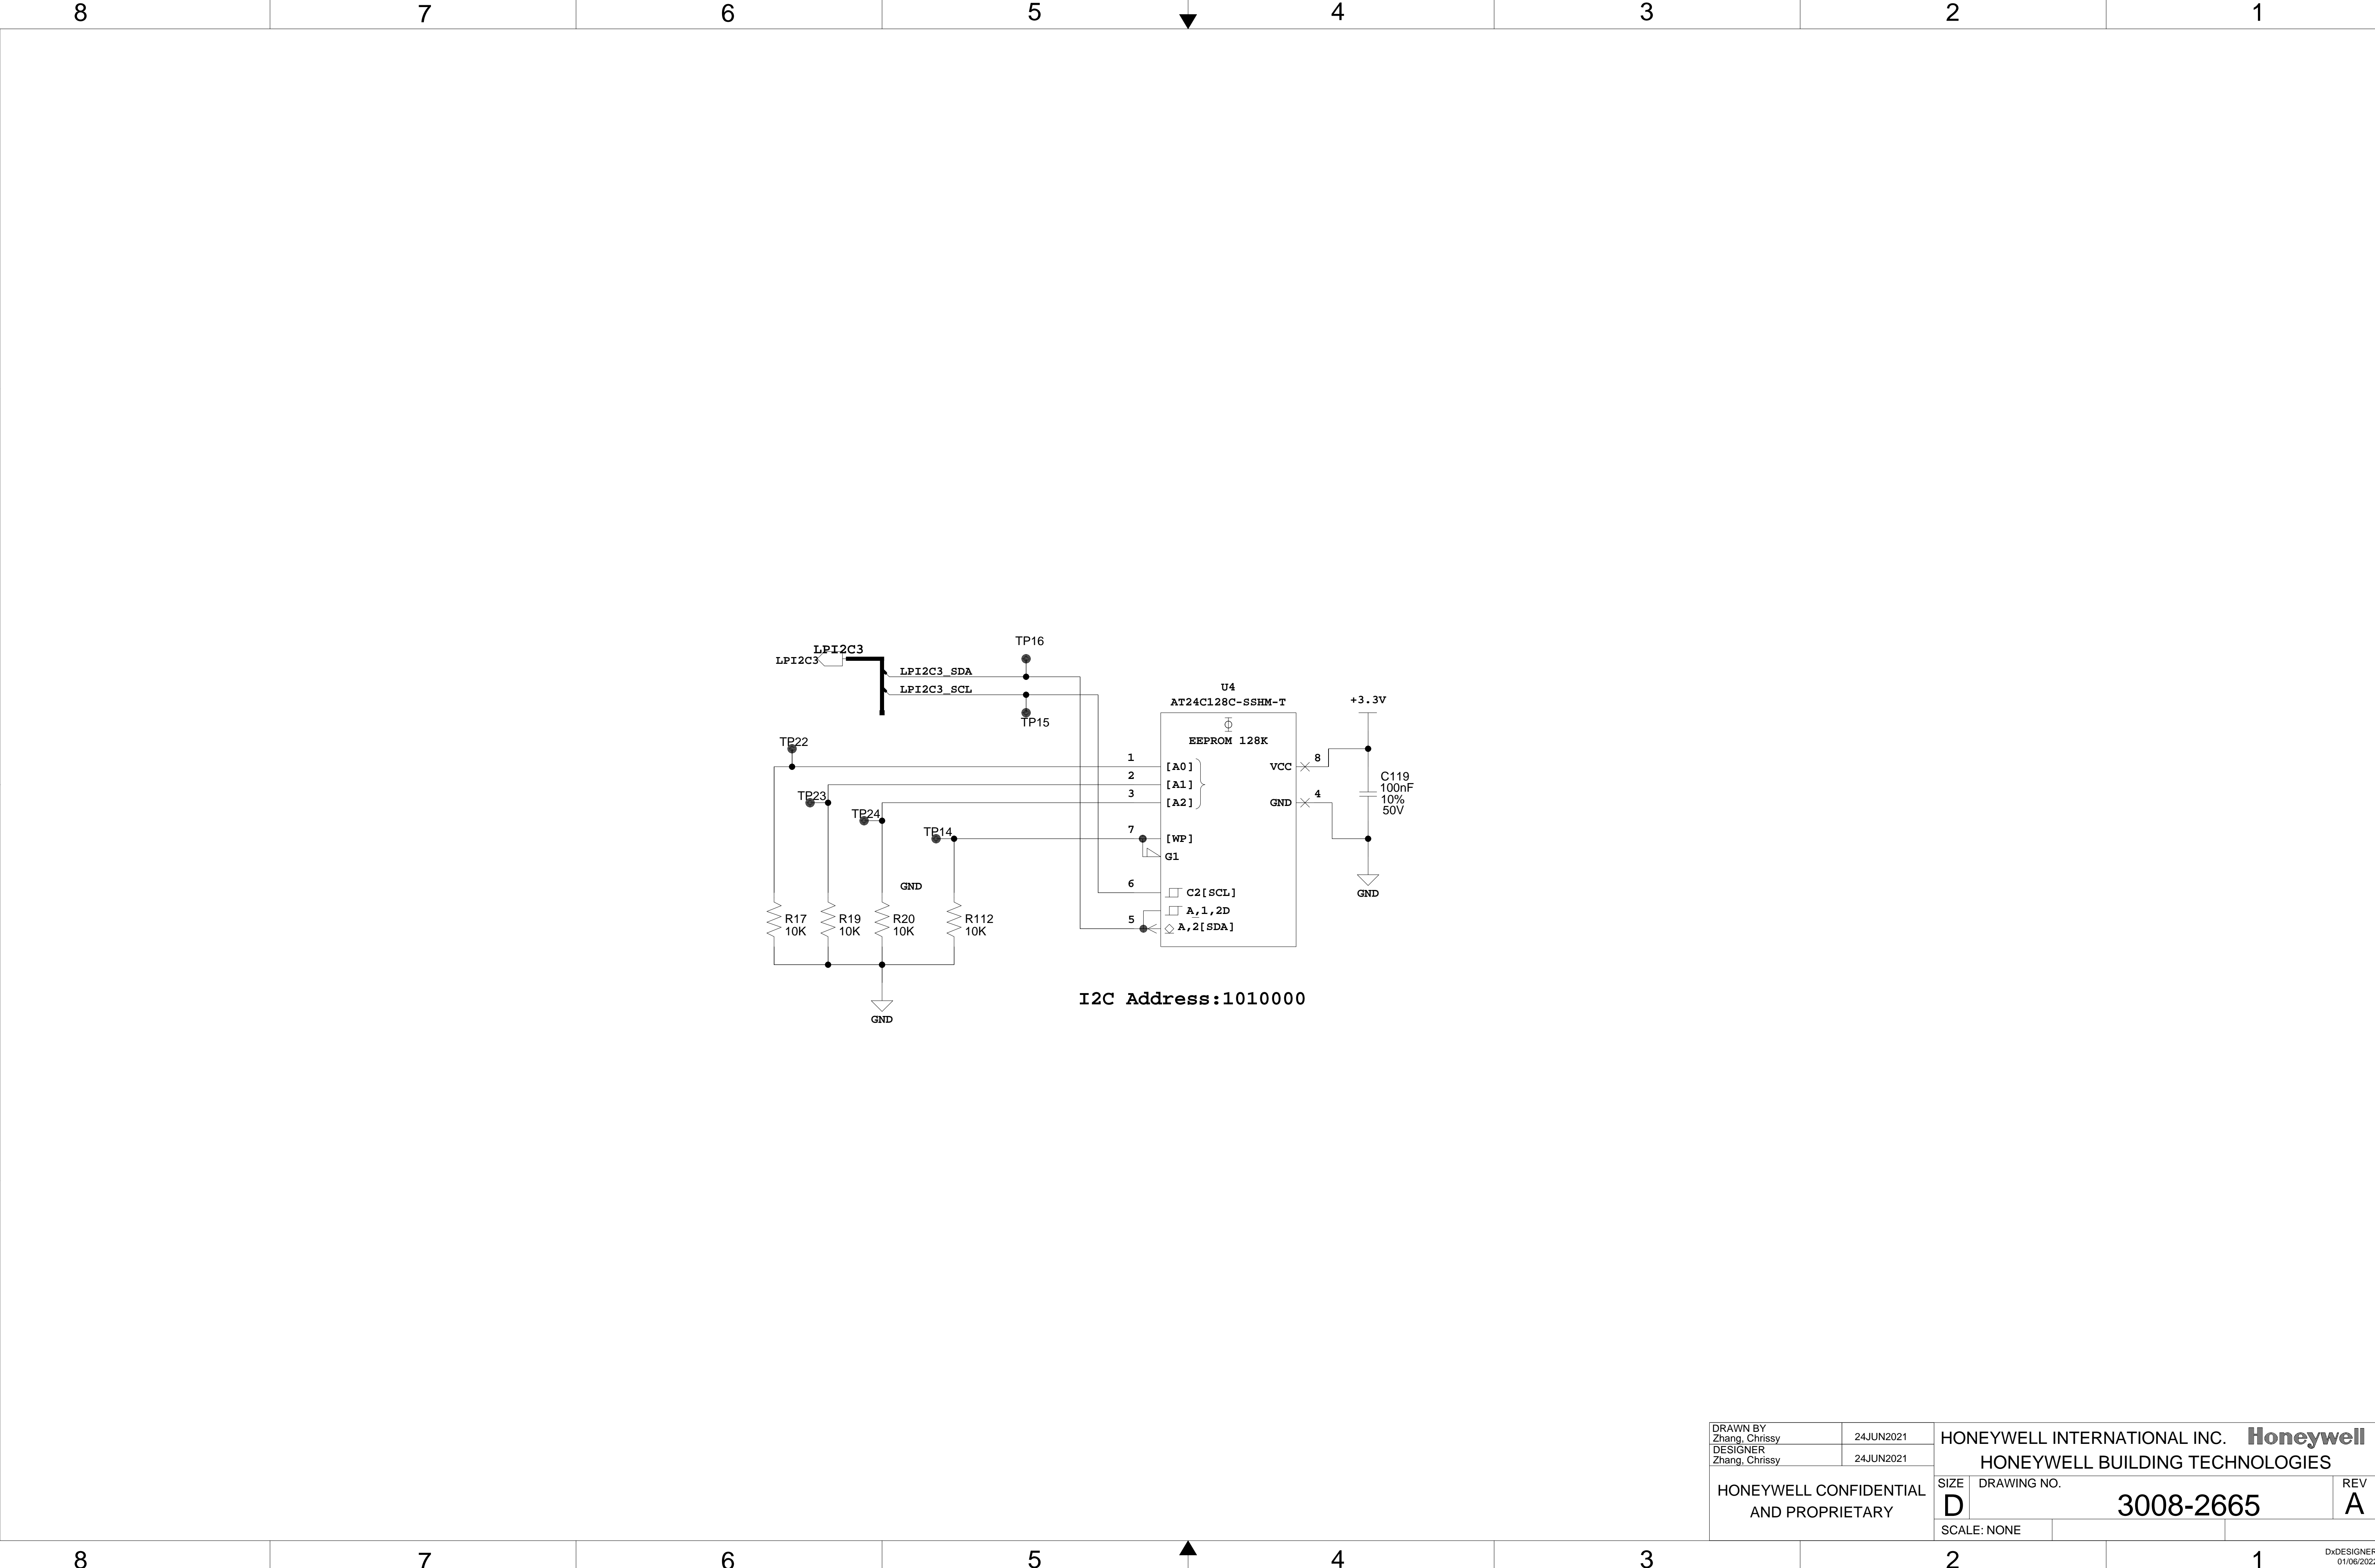 8 7 6 5 4 3 2 1
TP16
LPI2C3
LPI2C3
LPI2C3_SDA
LPI2C3_SCL
TP15
U4
AT24C128C-SSHM-T
+3.3V
EEPROM 128K
TP22
1
[A0]
VCC
8
2
[A1]
C119
100nF
10%
50V
TP23
3
[A2]
GND
4
TP24
TP14
7
[WP]
G1
GND
6
C2[SCL]
GND
A,1,2D
5
A,2[SDA]
R17
10K
R19
10K
R20
10K
R112
10K
I2C Address:1010000
GND
DRAWN BY
Zhang, Chrissy
24JUN2021
DESIGNER
Zhang, Chrissy
24JUN2021
HONEYWELL CONFIDENTIAL
AND PROPRIETARY
HONEYWELL INTERNATIONAL INC.
Honeywell
HONEYWELL BUILDING TECHNOLOGIES
SIZE
D
DRAWING NO.
3008-2665
REV
A
SCALE: NONE
8 7 6 5 4 3 2 1
DxDESIGNER